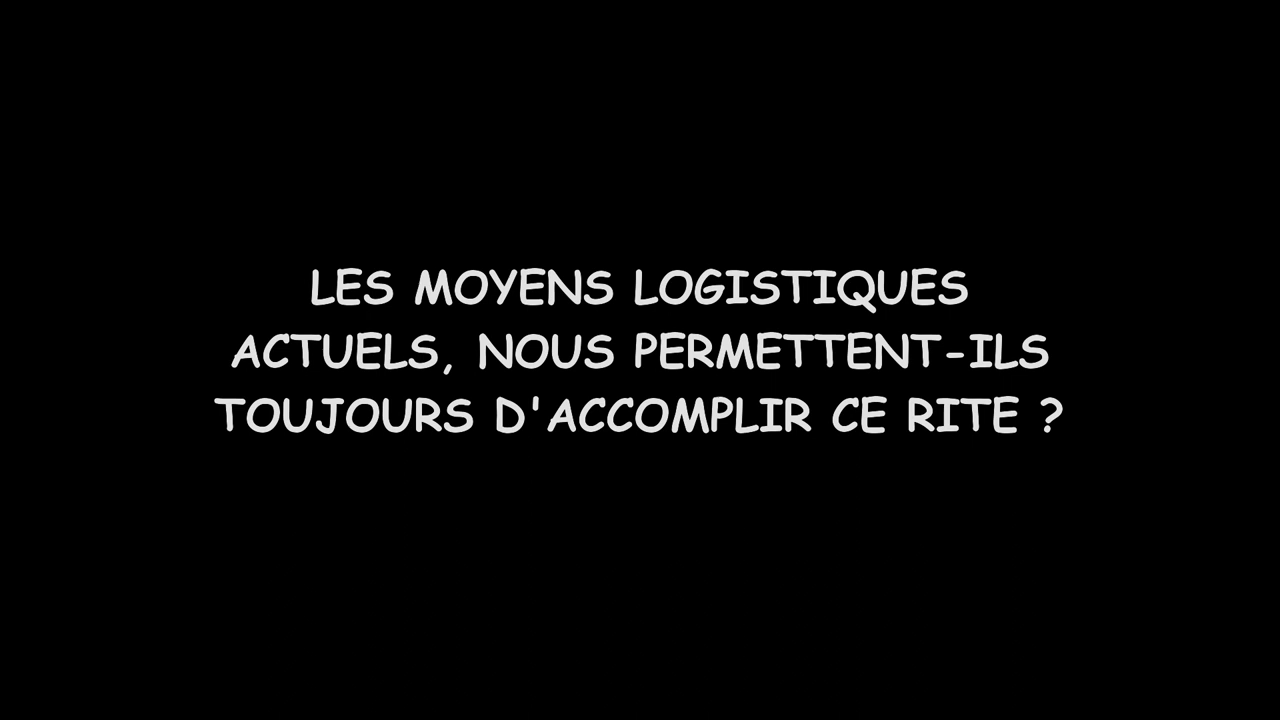 LES MOYENS LOGISTIQUES
ACTUELS, NOUS PERMETTENT-ILS
TOUJOURS D'ACCOMPLIR CE RITE ?